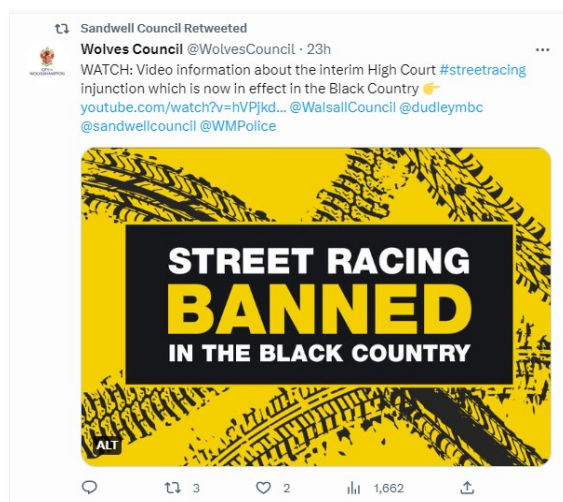 Sandwell Council Retweeted
Wolves Council @WolvesCouncil · 23h
WATCH: Video information about the interim High Court #streetracing
injunction which is now in effect in the Black Country 👉
youtube.com/watch?v=hVPjkd... @WalsallCouncil @dudleymbc
@sandwellcouncil @WMPolice
STREET RACING
BANNED
IN THE BLACK COUNTRY
ALT
3 2 1,662